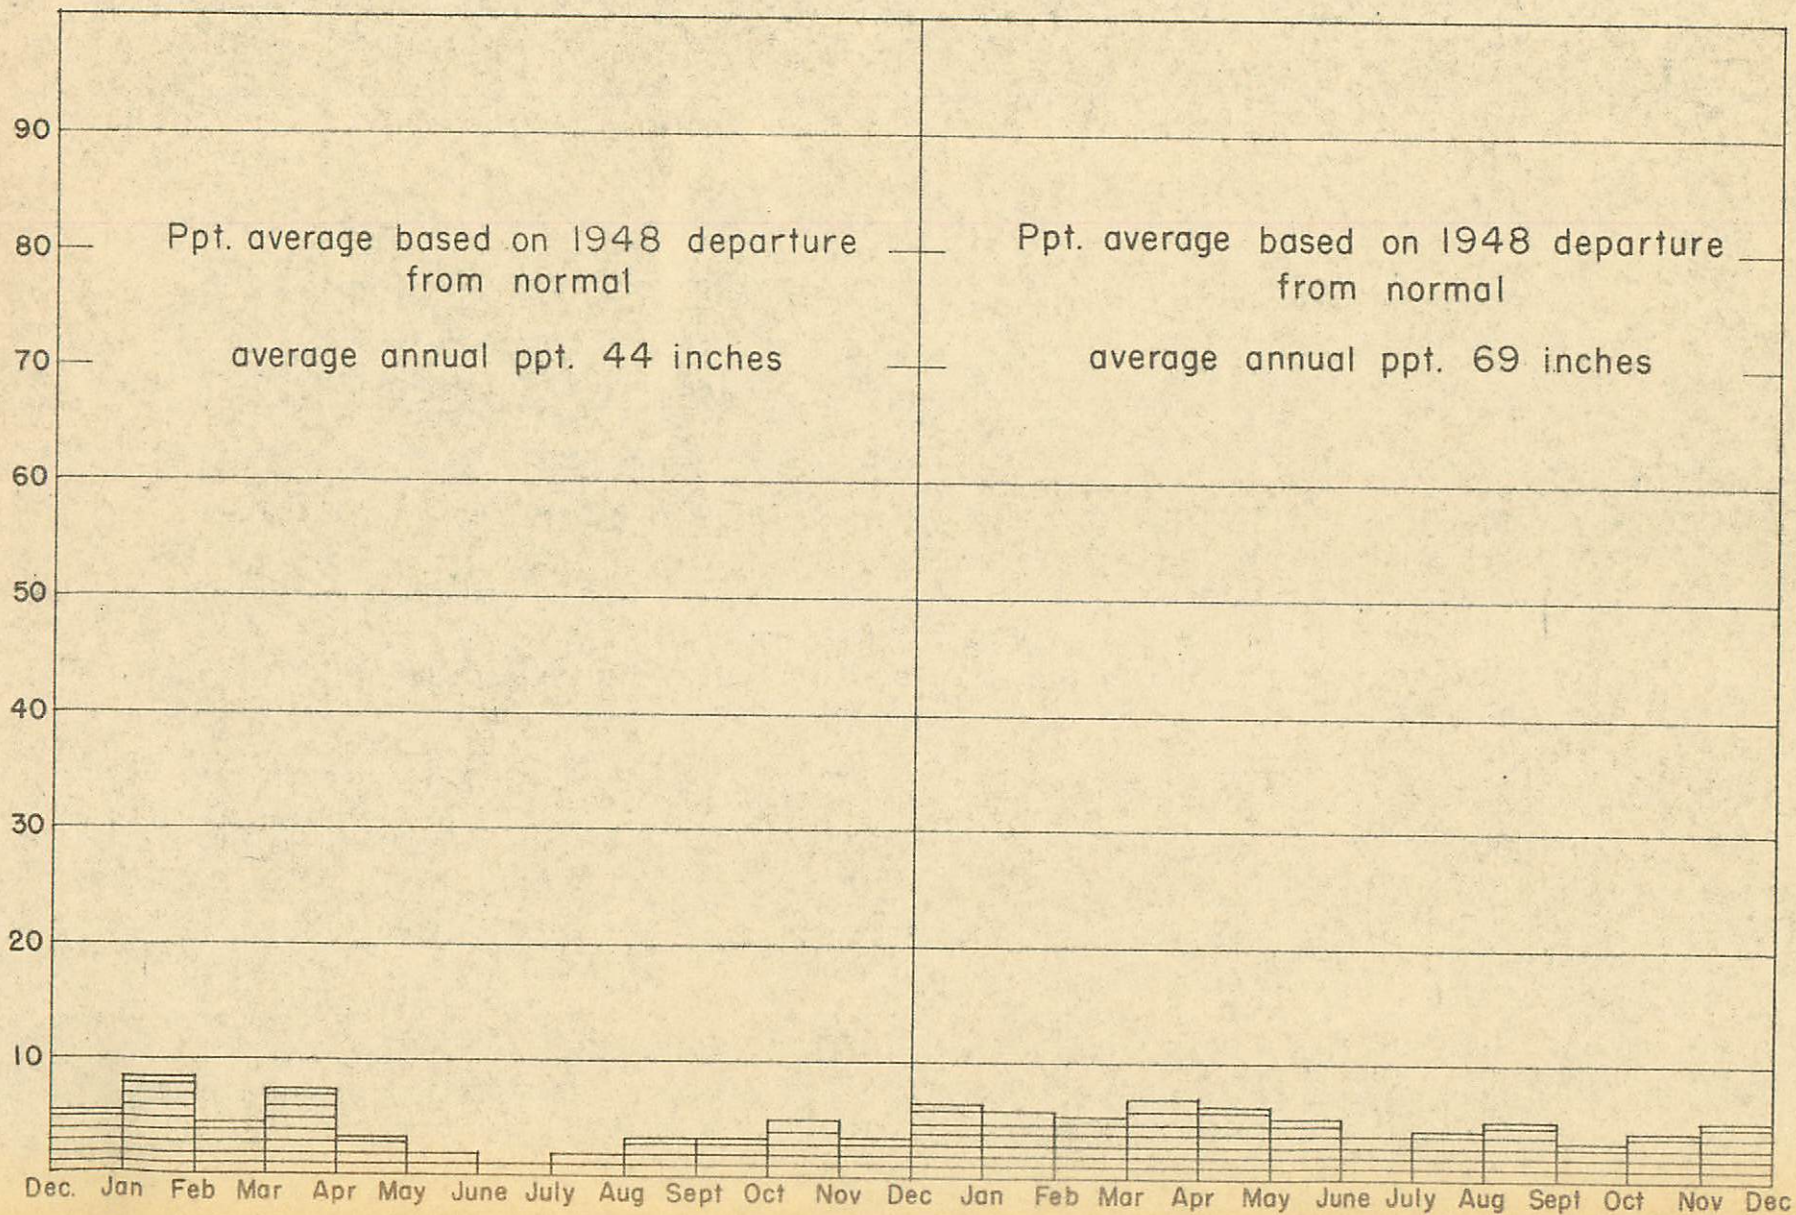 90
80
Ppt. average based on 1948 departure
from normal
average annual ppt. 44 inches
Ppt. average based on 1948 departure
from normal
average annual ppt. 69 inches
70
60
50
40
30
20
10
Dec. Jan Feb Mar Apr May June July Aug Sept Oct Nov Dec Jan Feb Mar Apr May June July Aug Sept Oct Nov Dec